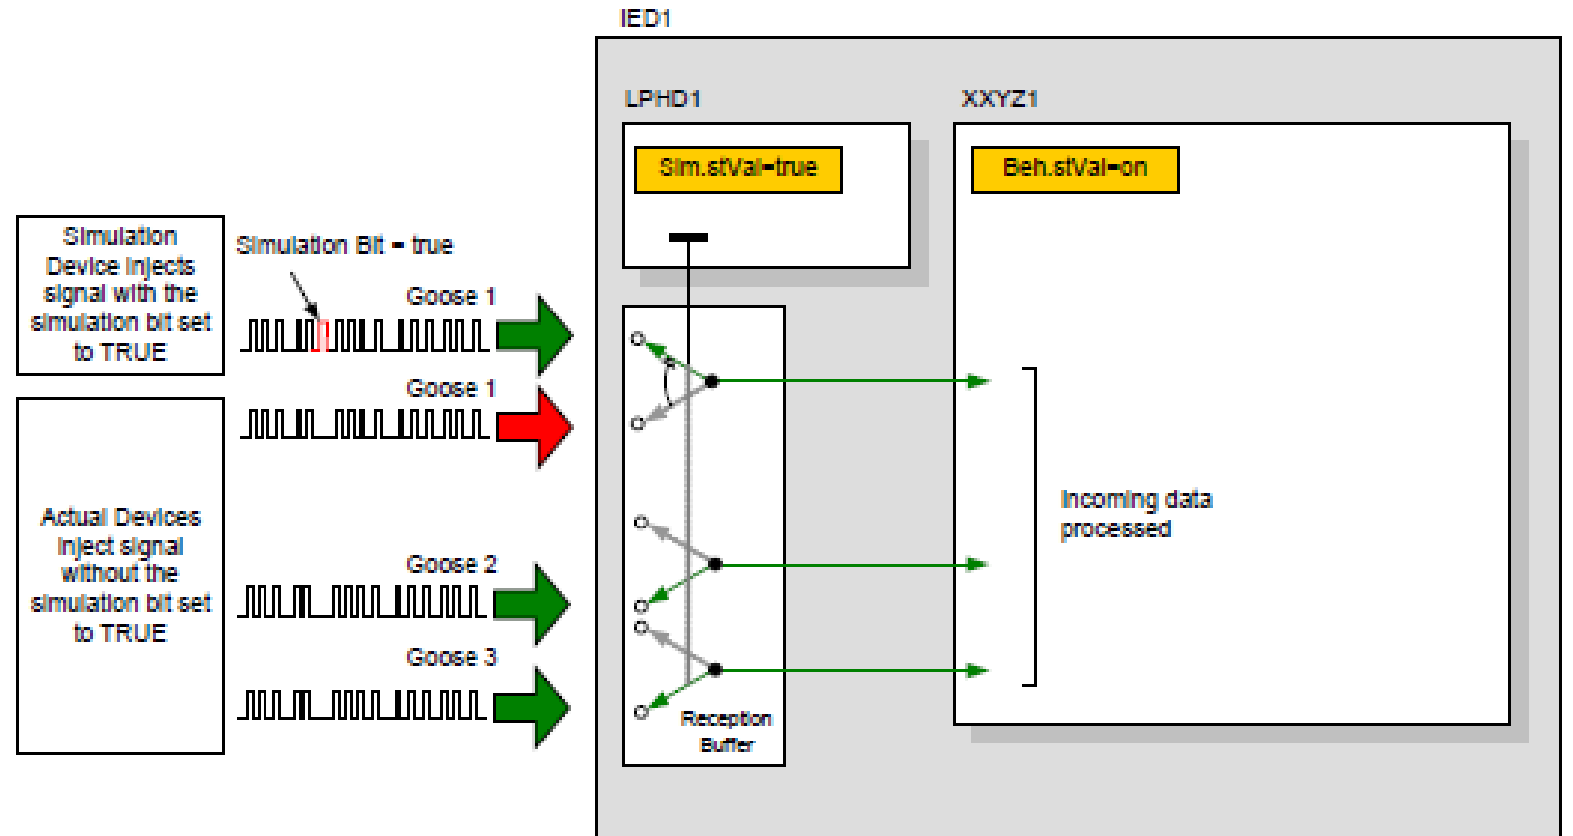 IED1
LPHD1
XXYZ1
Sim.stVal=true
Beh.stVal=on
Simulation
Device injects
signal with the
simulation bit set
to TRUE
Simulation Bit = true
Goose 1
Goose 1
Actual Devices
inject signal
without the
simulation bit set
to TRUE
Goose 2
Goose 3
Incoming data
processed
Reception
Buffer